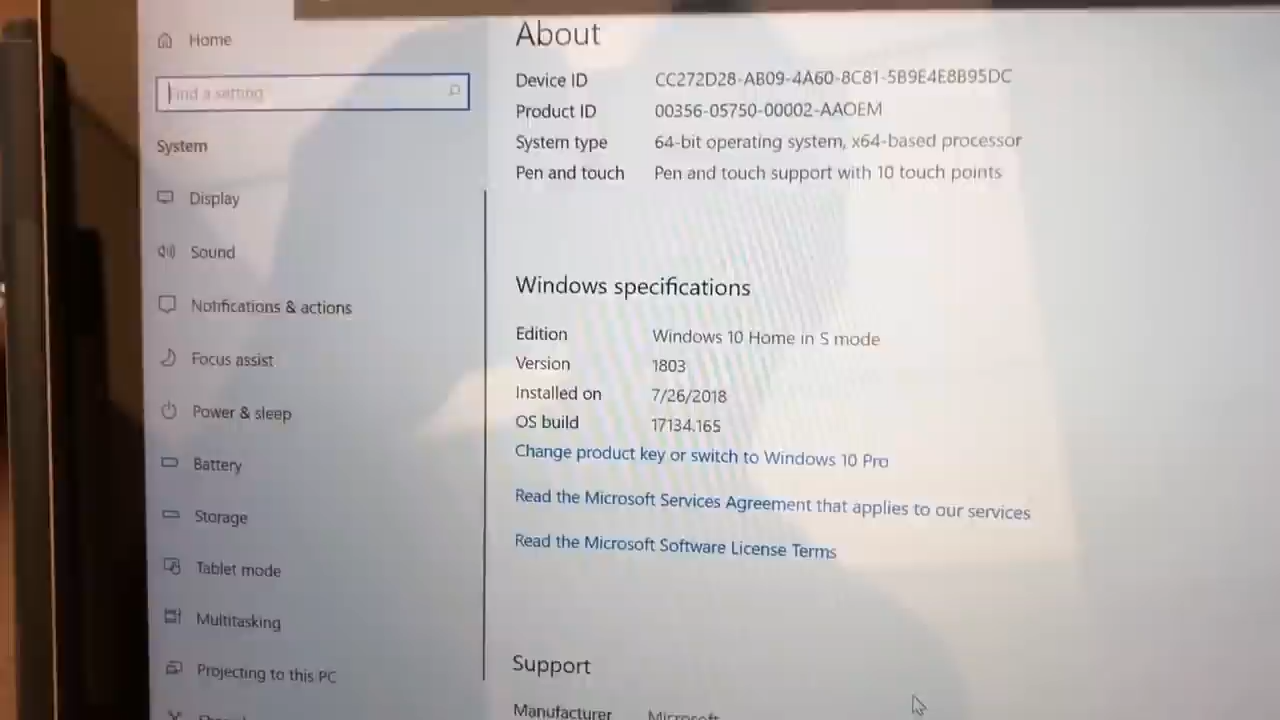 Home
Find a setting
System
Display
Sound
Notifications & actions
Focus assist
Power & sleep
Battery
Storage
Tablet mode
Multitasking
Projecting to this PC
About
Device ID CC272D28-AB09-4A60-8C81-5B9E4E8B95DC
Product ID 00356-05750-00002-AAOEM
System type 64-bit operating system, x64-based processor
Pen and touch Pen and touch support with 10 touch points
Windows specifications
Edition Windows 10 Home in S mode
Version 1803
Installed on 7/26/2018
OS build 17134.165
Change product key or switch to Windows 10 Pro
Read the Microsoft Services Agreement that applies to our services
Read the Microsoft Software License Terms
Support
Manufacturer Microsoft